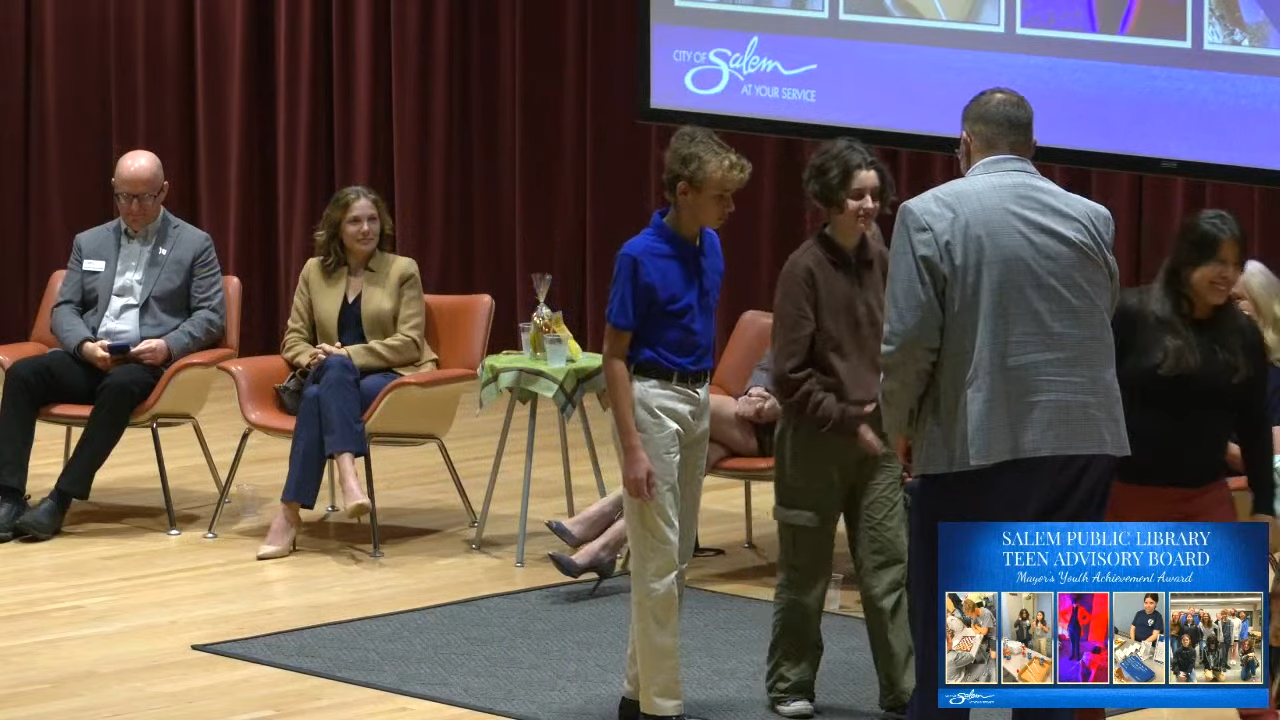 CITY OF Salem
AT YOUR SERVICE
SALEM PUBLIC LIBRARY
TEEN ADVISORY BOARD
Mayor's Youth Achievement Award
Salem